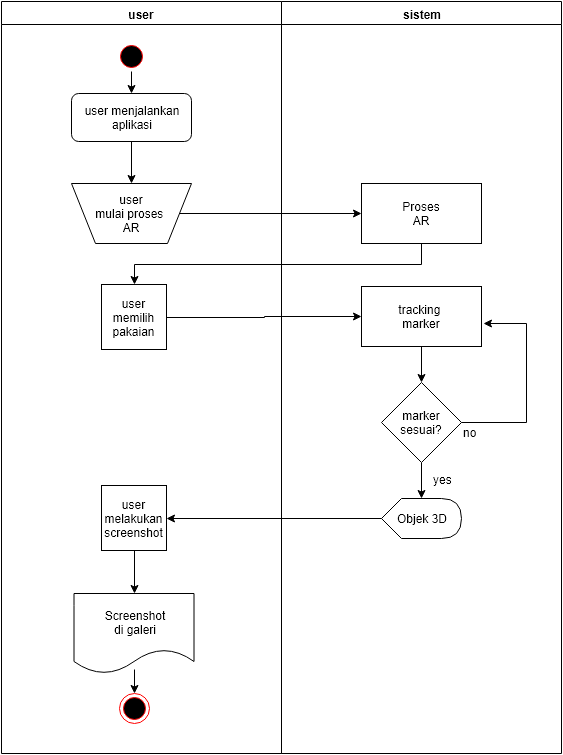 user
sistem
user menjalankan
aplikasi
user
mulai proses
AR
Proses
AR
user
memilih
pakaian
tracking
marker
marker
sesuai?
no
yes
user
melakukan
screenshot
Objek 3D
Screenshot
di galeri